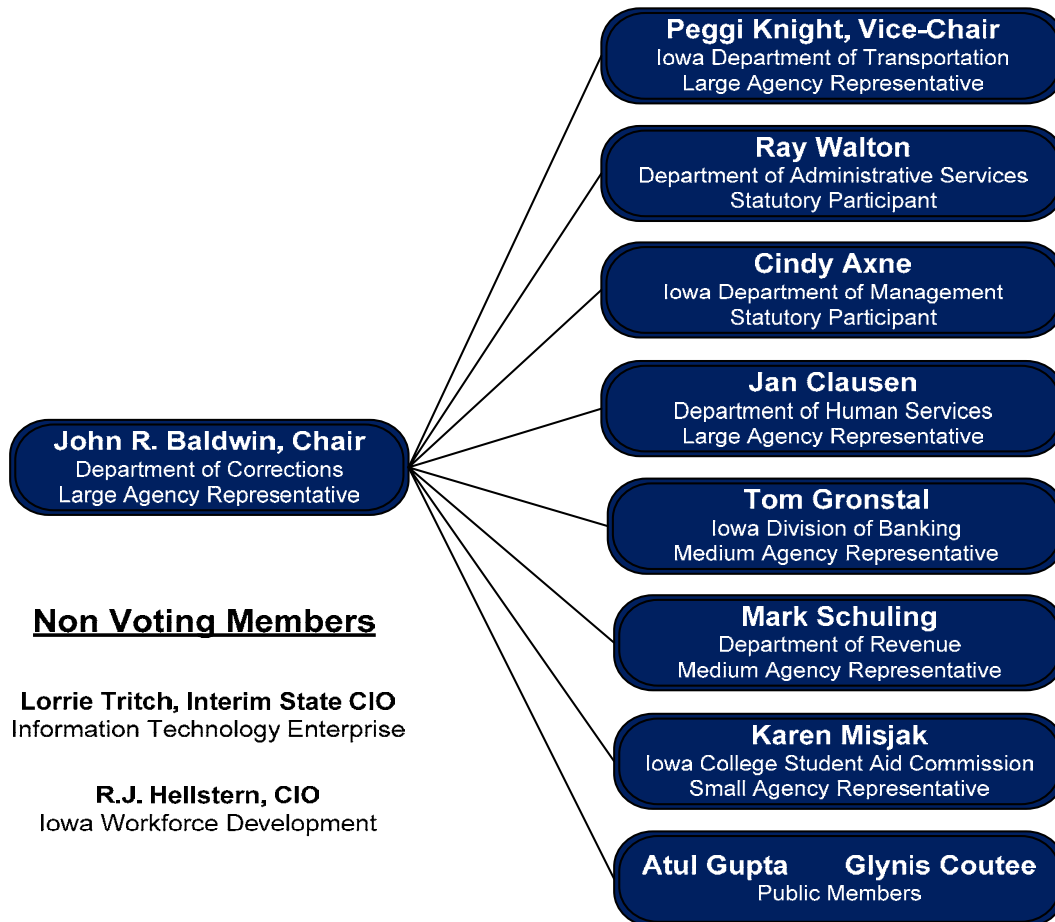 John R. Baldwin, Chair
Department of Corrections
Large Agency Representative
Non Voting Members
Lorrie Tritch, Interim State CIO
Information Technology Enterprise
R.J. Hellstern, CIO
Iowa Workforce Development
Peggi Knight, Vice-Chair
Iowa Department of Transportation
Large Agency Representative
Ray Walton
Department of Administrative Services
Statutory Participant
Cindy Axne
Iowa Department of Management
Statutory Participant
Jan Clausen
Department of Human Services
Large Agency Representative
Tom Gronstal
Iowa Division of Banking
Medium Agency Representative
Mark Schuling
Department of Revenue
Medium Agency Representative
Karen Misjak
Iowa College Student Aid Commission
Small Agency Representative
Atul Gupta Glynis Coutee
Public Members